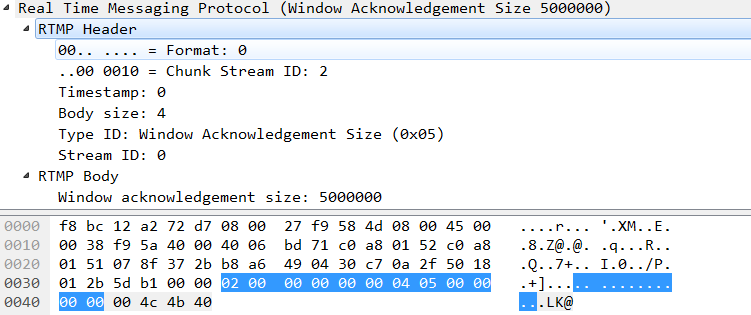 Real Time Messaging Protocol (Window Acknowledgement Size 5000000)
RTMP Header
00.. .... = Format: 0
..00 0010 = Chunk Stream ID: 2
Timestamp: 0
Body size: 4
Type ID: Window Acknowledgement Size (0x05)
Stream ID: 0
RTMP Body
Window acknowledgement size: 5000000
0000 f8 bc 12 a2 72 d7 08 00 27 f9 58 4d 08 00 45 00 ....r... '.XM..E.
0010 00 38 f9 5a 40 00 40 06 bd 71 c0 a8 01 52 c0 a8 .8.Z@.@. .q...R..
0020 01 51 07 8f 37 2b b8 a6 49 04 30 c7 0a 2f 50 18 .Q..7+.. I.0../P.
0030 01 2b 5d b1 00 00 02 00 00 00 00 00 04 05 00 00 .+]..... ........
0040 00 00 00 4c 4b 40 ...LK@